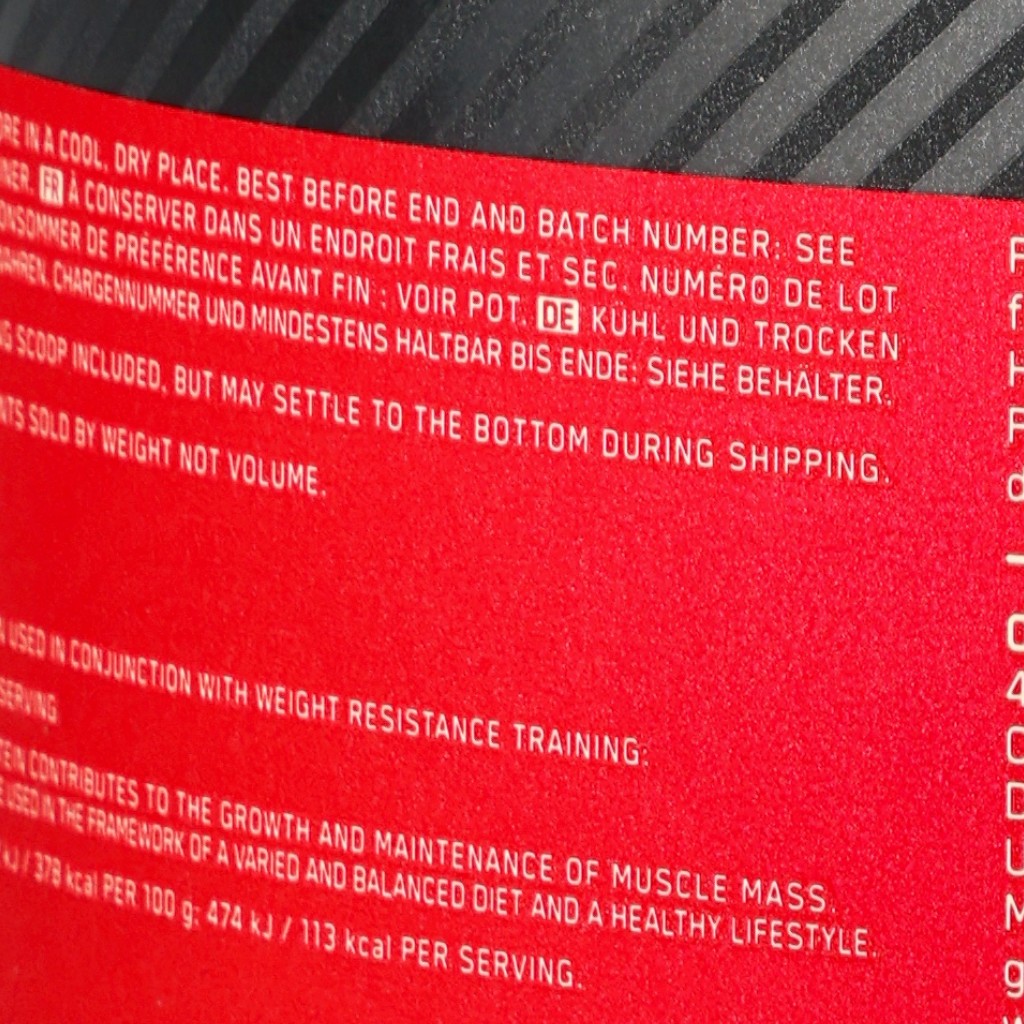 IN A COOL, DRY PLACE. BEST BEFORE END AND BATCH NUMBER: SEE
FR À CONSERVER DANS UN ENDROIT FRAIS ET SEC. NUMÉRO DE LOT
DE PRÉFÉRENCE AVANT FIN : VOIR POT. DE KÜHL UND TROCKEN
CHARGENNUMMER UND MINDESTENS HALTBAR BIS ENDE: SIEHE BEHÄLTER.
SCOOP INCLUDED, BUT MAY SETTLE TO THE BOTTOM DURING SHIPPING.
SOLD BY WEIGHT NOT VOLUME.
USED IN CONJUNCTION WITH WEIGHT RESISTANCE TRAINING:
SERVING
CONTRIBUTES TO THE GROWTH AND MAINTENANCE OF MUSCLE MASS.
USED IN THE FRAMEWORK OF A VARIED AND BALANCED DIET AND A HEALTHY LIFESTYLE.
kJ / 378 kcal PER 100 g; 474 kJ / 113 kcal PER SERVING.